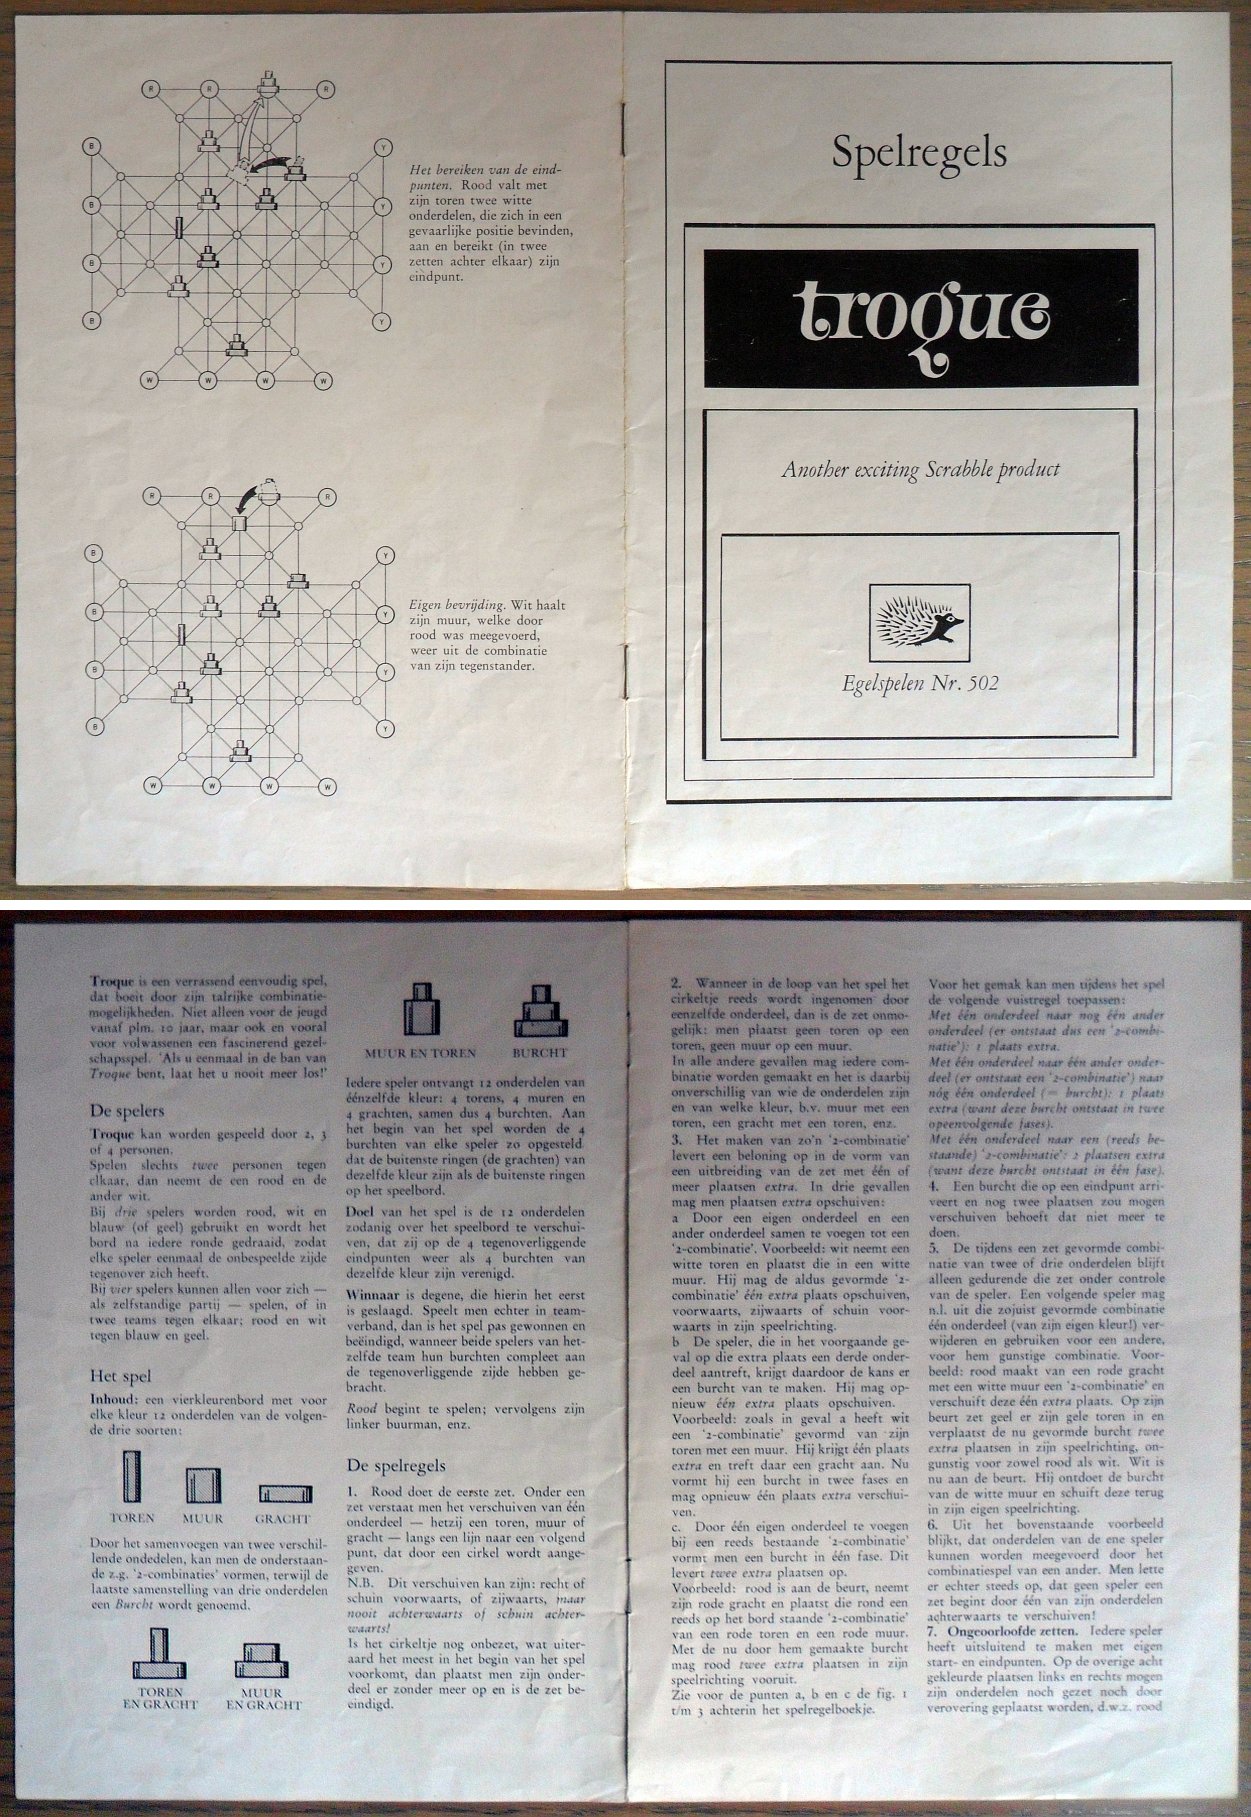 R
R
R
B
Y
B
Y
B
Y
B
Y
W
W
W
W
Het bereiken van de eind-
punten. Rood valt met
zijn toren twee witte
onderdelen, die zich in een
gevaarlijke positie bevinden,
aan en bereikt (in twee
zetten achter elkaar) zijn
eindpunt.
R
R
R
B
Y
B
Y
B
Y
B
Y
W
W
W
W
Eigen bevrijding. Wit haalt
zijn muur, welke door
rood was meegevoerd,
weer uit de combinatie
van zijn tegenstander.
Spelregels
troque
Another exciting Scrabble product
Egelspelen Nr. 502
Troque is een verrassend eenvoudig spel,
dat boeit door zijn talrijke combinatie-
mogelijkheden. Niet alleen voor de jeugd
vanaf plm. 10 jaar, maar ook en vooral
voor volwassenen een fascinerend gezel-
schapsspel. 'Als u eenmaal in de ban van
Troque bent, laat het u nooit meer los!'
De spelers
Troque kan worden gespeeld door 2, 3
of 4 personen.
Spelen slechts twee personen tegen
elkaar, dan neemt de een rood en de
ander wit.
Bij drie spelers worden rood, wit en
blauw (of geel) gebruikt en wordt het
bord na iedere ronde gedraaid, zodat
elke speler eenmaal de onbespeelde zijde
tegenover zich heeft.
Bij vier spelers kunnen allen voor zich —
als zelfstandige partij — spelen, of in
twee teams tegen elkaar; rood en wit
tegen blauw en geel.
Het spel
Inhoud: een vierkleurenbord met voor
elke kleur 12 onderdelen van de volgen-
de drie soorten:
TOREN
MUUR
GRACHT
Door het samenvoegen van twee verschil-
lende ondedelen, kan men de onderstaan-
de z.g. '2-combinaties' vormen, terwijl de
laatste samenstelling van drie onderdelen
een Burcht wordt genoemd.
TOREN
EN GRACHT
MUUR
EN GRACHT
MUUR EN TOREN
BURCHT
Iedere speler ontvangt 12 onderdelen van
éénzelfde kleur: 4 torens, 4 muren en
4 grachten, samen dus 4 burchten. Aan
het begin van het spel worden de 4
burchten van elke speler zo opgesteld
dat de buitenste ringen (de grachten) van
dezelfde kleur zijn als de buitenste ringen
op het speelbord.
Doel van het spel is de 12 onderdelen
zodanig over het speelbord te verschui-
ven, dat zij op de 4 tegenoverliggende
eindpunten weer als 4 burchten van
dezelfde kleur zijn verenigd.
Winnaar is degene, die hierin het eerst
is geslaagd. Speelt men echter in team-
verband, dan is het spel pas gewonnen en
beëindigd, wanneer beide spelers van het-
zelfde team hun burchten compleet aan
de tegenoverliggende zijde hebben ge-
bracht.
Rood begint te spelen; vervolgens zijn
linker buurman, enz.
De spelregels
1. Rood doet de eerste zet. Onder een
zet verstaat men het verschuiven van één
onderdeel — hetzij een toren, muur of
gracht — langs een lijn naar een volgend
punt, dat door een cirkel wordt aange-
geven.
N.B. Dit verschuiven kan zijn: recht of
schuin voorwaarts, of zijwaarts, maar
nooit achterwaarts of schuin achter-
waarts!
Is het cirkeltje nog onbezet, wat uiter-
aard het meest in het begin van het spel
voorkomt, dan plaatst men zijn onder-
deel er zonder meer op en is de zet be-
eindigd.
2. Wanneer in de loop van het spel het
cirkeltje reeds wordt ingenomen door
eenzelfde onderdeel, dan is de zet onmo-
gelijk: men plaatst geen toren op een
toren, geen muur op een muur.
In alle andere gevallen mag iedere com-
binatie worden gemaakt en het is daarbij
onverschillig van wie de onderdelen zijn
en van welke kleur, b.v. muur met een
toren, een gracht met een toren, enz.
3. Het maken van zo'n '2-combinatie'
levert een beloning op in de vorm van
een uitbreiding van de zet met één of
meer plaatsen extra. In drie gevallen
mag men plaatsen extra opschuiven:
a Door een eigen onderdeel en een
ander onderdeel samen te voegen tot een
'2-combinatie'. Voorbeeld: wit neemt een
witte toren en plaatst die in een witte
muur. Hij mag de aldus gevormde '2-
combinatie' één extra plaats opschuiven,
voorwaarts, zijwaarts of schuin voor-
waarts in zijn speelrichting.
b De speler, die in het voorgaande ge-
val op die extra plaats een derde onder-
deel aantreft, krijgt daardoor de kans er
een burcht van te maken. Hij mag op-
nieuw één extra plaats opschuiven.
Voorbeeld: zoals in geval a heeft wit
een '2-combinatie' gevormd van zijn
toren met een muur. Hij krijgt één plaats
extra en treft daar een gracht aan. Nu
vormt hij een burcht in twee fases en
mag opnieuw één plaats extra verschui-
ven.
c. Door één eigen onderdeel te voegen
bij een reeds bestaande '2-combinatie'
vormt men een burcht in één fase. Dit
levert twee extra plaatsen op.
Voorbeeld: rood is aan de beurt, neemt
zijn rode gracht en plaatst die rond een
reeds op het bord staande '2-combinatie'
van een rode toren en een rode muur.
Met de nu door hem gemaakte burcht
mag rood twee extra plaatsen in zijn
speelrichting vooruit.
Zie voor de punten a, b en c de fig. 1
t/m 3 achterin het spelregelboekje.
Voor het gemak kan men tijdens het spel
de volgende vuistregel toepassen:
Met één onderdeel naar nog één ander
onderdeel (er ontstaat dus een '2-combi-
natie'): 1 plaats extra.
Met één onderdeel naar één ander onder-
deel (er ontstaat een '2-combinatie') naar
nóg één onderdeel (= burcht): 1 plaats
extra (want deze burcht ontstaat in twee
opeenvolgende fases).
Met één onderdeel naar een (reeds be-
staande) '2-combinatie': 2 plaatsen extra
(want deze burcht ontstaat in één fase).
4. Een burcht die op een eindpunt arri-
veert en nog twee plaatsen zou mogen
verschuiven behoeft dat niet meer te
doen.
5. De tijdens een zet gevormde combi-
natie van twee of drie onderdelen blijft
alleen gedurende die zet onder controle
van de speler. Een volgende speler mag
n.l. uit die zojuist gevormde combinatie
één onderdeel (van zijn eigen kleur!) ver-
wijderen en gebruiken voor een andere,
voor hem gunstige combinatie. Voor-
beeld: rood maakt van een rode gracht
met een witte muur een '2-combinatie' en
verschuift deze één extra plaats. Op zijn
beurt zet geel er zijn gele toren in en
verplaatst de nu gevormde burcht twee
extra plaatsen in zijn speelrichting, on-
gunstig voor zowel rood als wit. Wit is
nu aan de beurt. Hij ontdoet de burcht
van de witte muur en schuift deze terug
in zijn eigen speelrichting.
6. Uit het bovenstaande voorbeeld
blijkt, dat onderdelen van de ene speler
kunnen worden meegevoerd door het
combinatiespel van een ander. Men lette
er echter steeds op, dat geen speler een
zet begint door één van zijn onderdelen
achterwaarts te verschuiven!
7. Ongeoorloofde zetten. Iedere speler
heeft uitsluitend te maken met eigen
start- en eindpunten. Op de overige acht
gekleurde plaatsen links en rechts mogen
zijn onderdelen noch gezet noch door
verovering geplaatst worden, d.w.z. rood